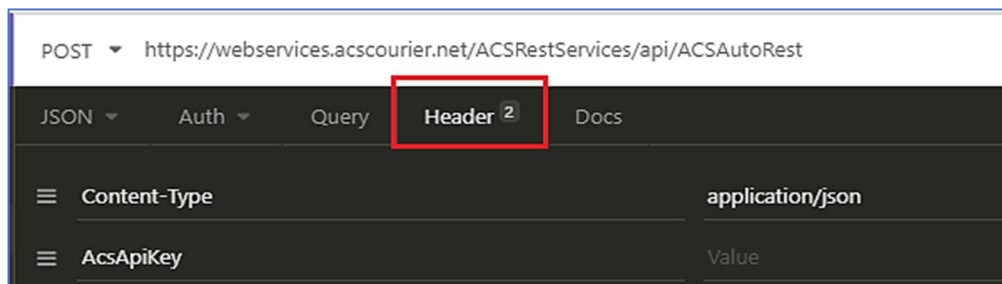 POST https://webservices.acscourier.net/ACSRestServices/api/ACSAutoRest
JSON Auth Query Header 2 Docs
Content-Type application/json
AcsApiKey Value